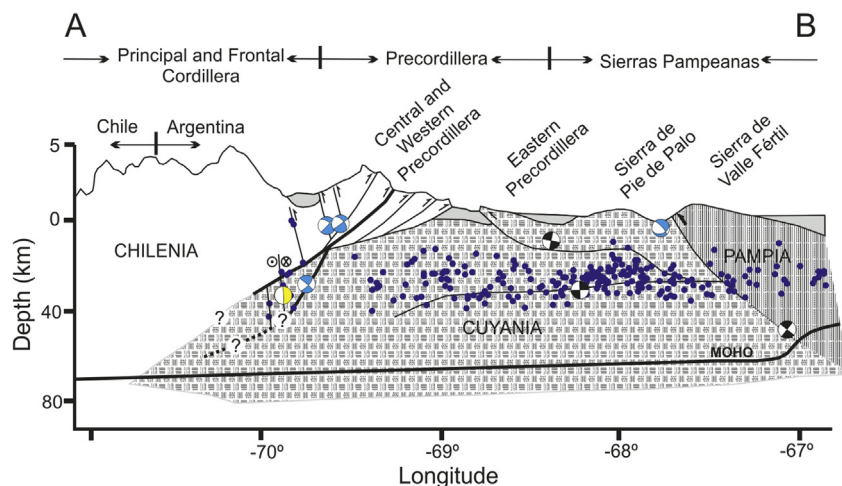 A
B
Principal and Frontal
Cordillera
Precordillera
Sierras Pampeanas
Chile
Argentina
Central and
Western
Precordillera
Eastern
Precordillera
Sierra de
Pie de Palo
Sierra de
Valle Fértil
5
0
40
80
Depth (km)
CHILENIA
PAMPIA
CUYANIA
?
?
?
MOHO
-70º
-69º
-68º
-67º
Longitude